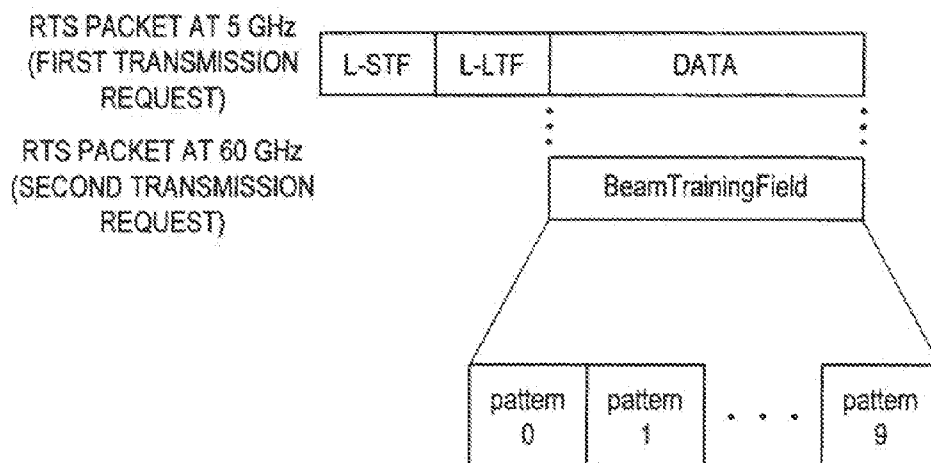 RTS PACKET AT 5 GHz
(FIRST TRANSMISSION
REQUEST)
L-STF L-LTF DATA
RTS PACKET AT 60 GHz
(SECOND TRANSMISSION
REQUEST)
BeamTrainingField
pattern pattern . . . pattern
0 1 9